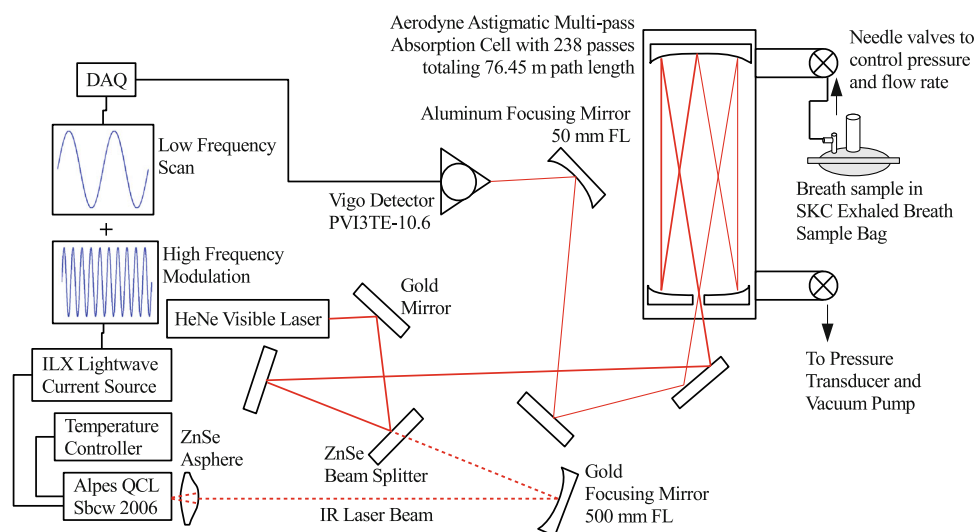 Aerodyne Astigmatic Multi-pass
Absorption Cell with 238 passes
totaling 76.45 m path length
Needle valves to
control pressure
and flow rate
DAQ
Aluminum Focusing Mirror
50 mm FL
Low Frequency
Scan
Vigo Detector
PVI3TE-10.6
Breath sample in
SKC Exhaled Breath
Sample Bag
+
High Frequency
Modulation
Gold
Mirror
HeNe Visible Laser
ILX Lightwave
Current Source
To Pressure
Transducer and
Vacuum Pump
Temperature
Controller
ZnSe
Asphere
ZnSe
Beam Splitter
Alpes QCL
Sbcw 2006
IR Laser Beam
Gold
Focusing Mirror
500 mm FL